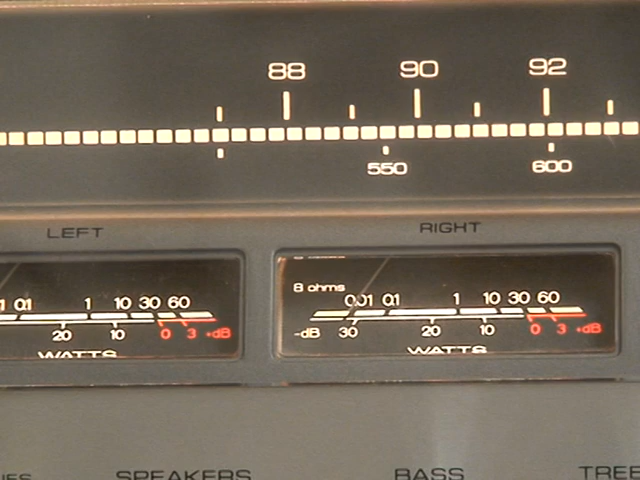 88 90 92
550 600
LEFT RIGHT
8 ohms
1 0.1 1 10 30 60 0.01 0.1 1 10 30 60
20 10 0 3 +dB -dB 30 20 10 0 3 +dB
WATTS WATTS
SPEAKERS BASS TREB